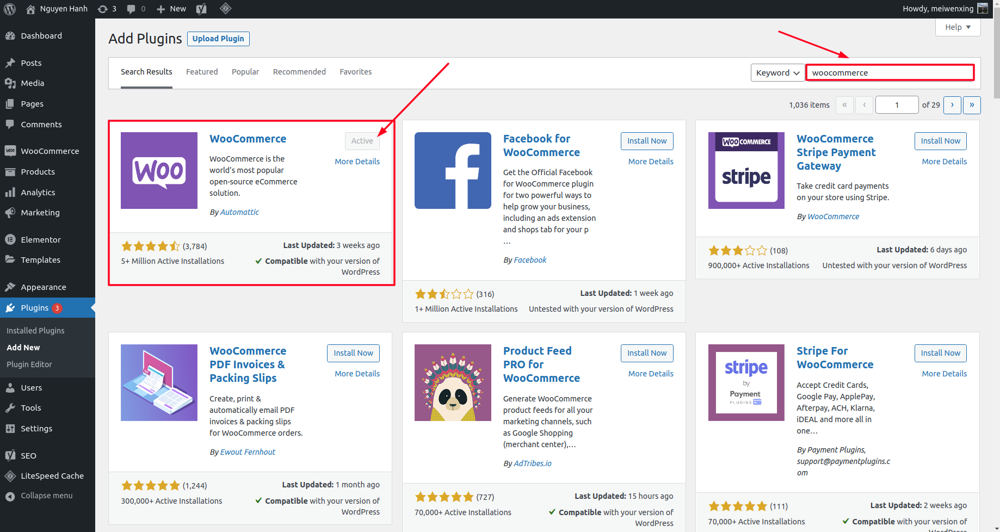 Nguyen Hanh 3 0 New Howdy, meiwenxing
Help
Add Plugins Upload Plugin
Search Results Featured Popular Recommended Favorites Keyword woocommerce
1,036 items « ‹ 1 of 29 › »
Dashboard
Posts
Media
Pages
Comments
WOO WooCommerce
Products
Analytics
Marketing
Elementor
Templates
Appearance
Plugins 3
Installed Plugins
Add New
Plugin Editor
Users
Tools
Settings
SEO
LiteSpeed Cache
Collapse menu
WOO
WooCommerce
Active
More Details
WooCommerce is the
world’s most popular
open-source eCommerce
solution.
By Automattic
(3,784)
Last Updated: 3 weeks ago
5+ Million Active Installations
Compatible with your version of
WordPress
Facebook for
WooCommerce
Install Now
More Details
Get the Official Facebook
for WooCommerce plugin
for two powerful ways to
help grow your business,
including an ads extension
and shops tab for your p
…
By Facebook
(316)
Last Updated: 1 week ago
1+ Million Active Installations
Untested with your version of WordPress
WOO COMMERCE
stripe
WooCommerce
Stripe Payment
Gateway
Install Now
More Details
Take credit card payments
on your store using Stripe.
By WooCommerce
(108)
Last Updated: 6 days ago
900,000+ Active Installations
Untested with your version of WordPress
WooCommerce
PDF Invoices &
Packing Slips
Install Now
More Details
Create, print &
automatically email PDF
invoices & packing slips
for WooCommerce orders.
By Ewout Fernhout
(1,244)
Last Updated: 1 month ago
300,000+ Active Installations
Compatible with your version of
WordPress
Product Feed
PRO for
WooCommerce
Install Now
More Details
Generate WooCommerce
product feeds for all your
marketing channels, such
as Google Shopping
(merchant center),…
By AdTribes.io
(727)
Last Updated: 15 hours ago
70,000+ Active Installations
Compatible with your version of
WordPress
stripe
by
Payment
PLUGINS
Stripe For
WooCommerce
Install Now
More Details
Accept Credit Cards,
Google Pay, ApplePay,
Afterpay, ACH, Klarna,
iDEAL and more all in
one…
By Payment Plugins,
support@paymentplugins.c
om
(111)
Last Updated: 2 weeks ago
70,000+ Active Installations
Compatible with your version of
WordPress